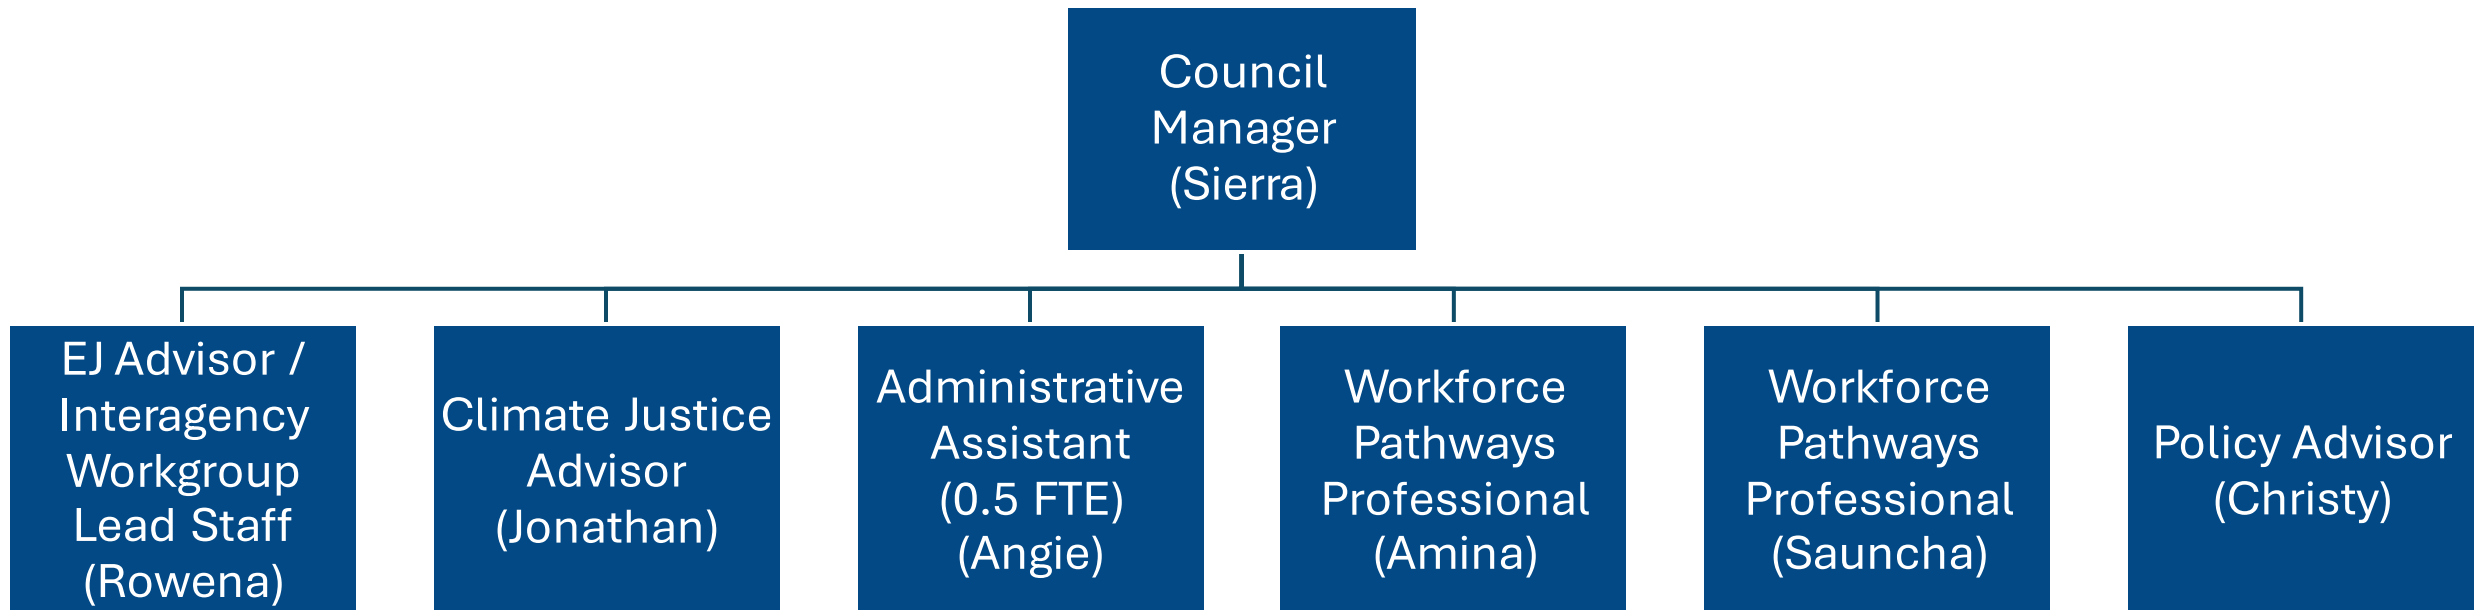 Council
Manager
(Sierra)
EJ Advisor /
Interagency
Workgroup
Lead Staff
(Rowena)
Climate Justice
Advisor
(Jonathan)
Administrative
Assistant
(0.5 FTE)
(Angie)
Workforce
Pathways
Professional
(Amina)
Workforce
Pathways
Professional
(Sauncha)
Policy Advisor
(Christy)